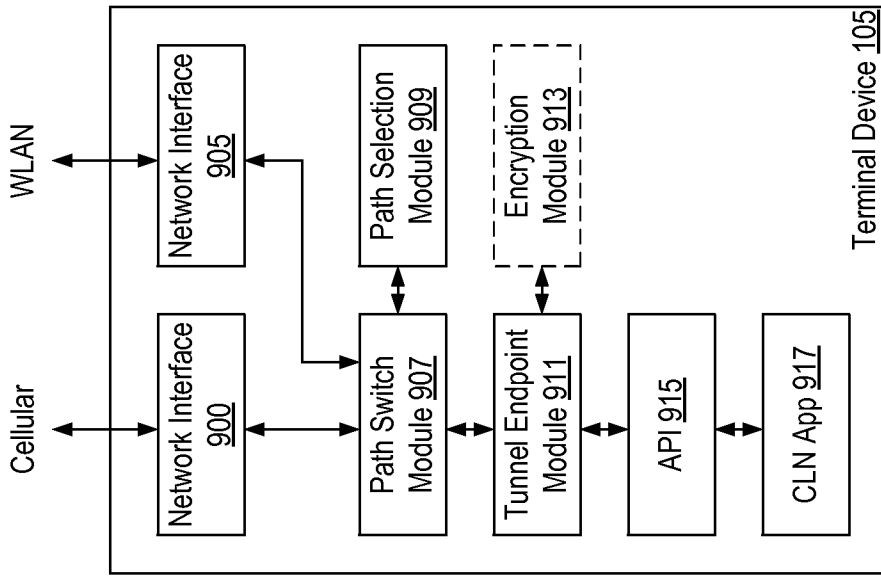 Cellular
WLAN
Network Interface
900
Network Interface
905
Path Switch
Module 907
Path Selection
Module 909
Tunnel Endpoint
Module 911
Encryption
Module 913
API 915
CLN App 917
Terminal Device 105